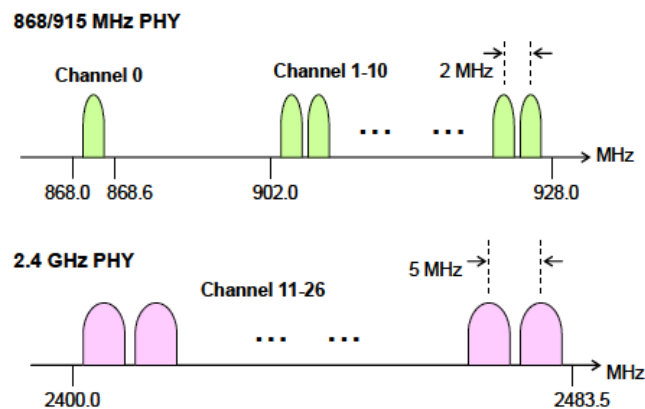 868/915 MHz PHY
Channel 0
Channel 1-10
2 MHz
... ...
MHz
868.0 868.6 902.0 928.0
2.4 GHz PHY
Channel 11-26
5 MHz
... ...
MHz
2400.0 2483.5